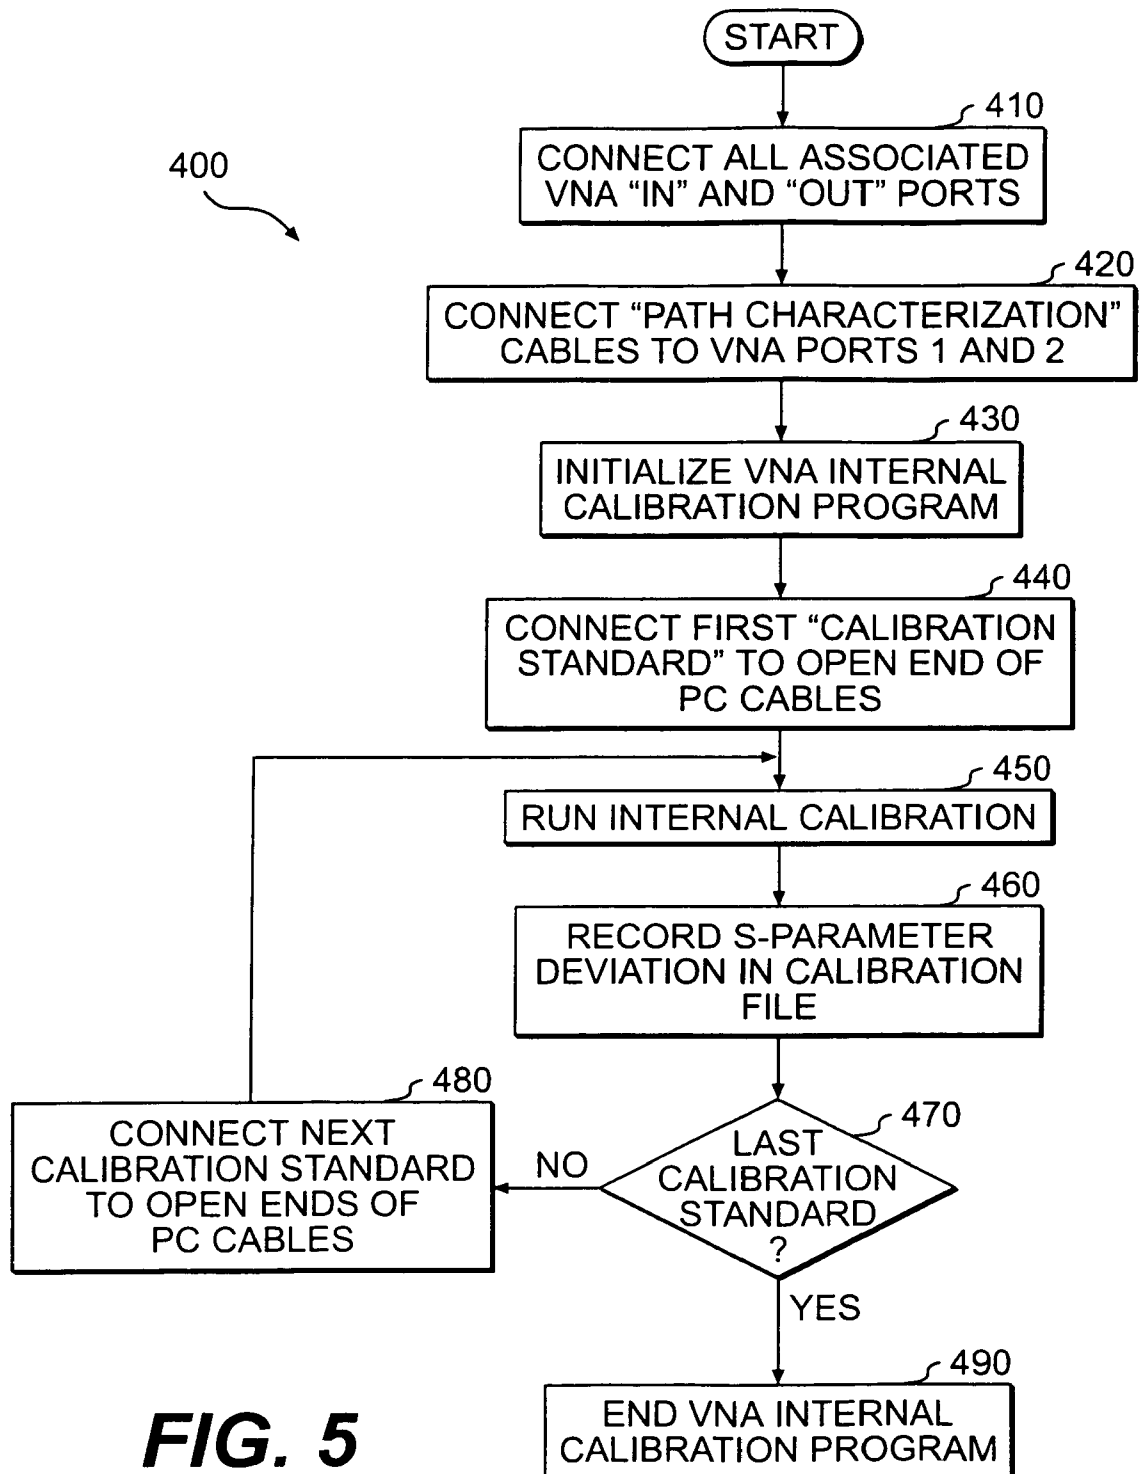 START
410
CONNECT ALL ASSOCIATED
VNA “IN” AND “OUT” PORTS
400
420
CONNECT “PATH CHARACTERIZATION”
CABLES TO VNA PORTS 1 AND 2
430
INITIALIZE VNA INTERNAL
CALIBRATION PROGRAM
440
CONNECT FIRST “CALIBRATION
STANDARD” TO OPEN END OF
PC CABLES
450
RUN INTERNAL CALIBRATION
460
RECORD S-PARAMETER
DEVIATION IN CALIBRATION
FILE
470
LAST
CALIBRATION
STANDARD
?
NO
480
CONNECT NEXT
CALIBRATION STANDARD
TO OPEN ENDS OF
PC CABLES
YES
490
END VNA INTERNAL
CALIBRATION PROGRAM
FIG. 5